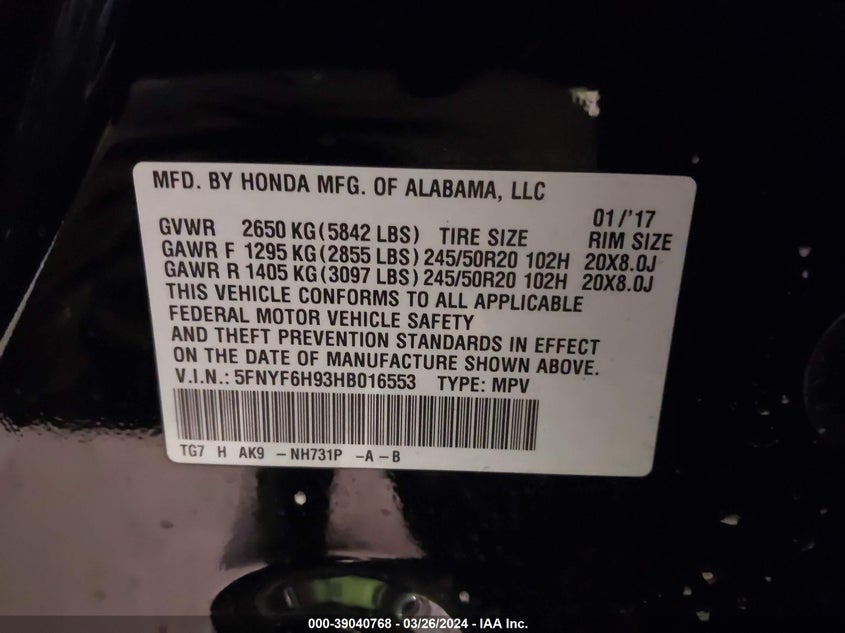 MFD. BY HONDA MFG. OF ALABAMA, LLC
01/'17
GVWR 2650 KG (5842 LBS) TIRE SIZE RIM SIZE
GAWR F 1295 KG (2855 LBS) 245/50R20 102H 20X8.0J
GAWR R 1405 KG (3097 LBS) 245/50R20 102H 20X8.0J
THIS VEHICLE CONFORMS TO ALL APPLICABLE
FEDERAL MOTOR VEHICLE SAFETY
AND THEFT PREVENTION STANDARDS IN EFFECT
ON THE DATE OF MANUFACTURE SHOWN ABOVE.
V.I.N.: 5FNYF6H93HB016553 TYPE: MPV
TG7 H AK9 -NH731P -A-B
000-39040768 - 03/26/2024 - IAA Inc.